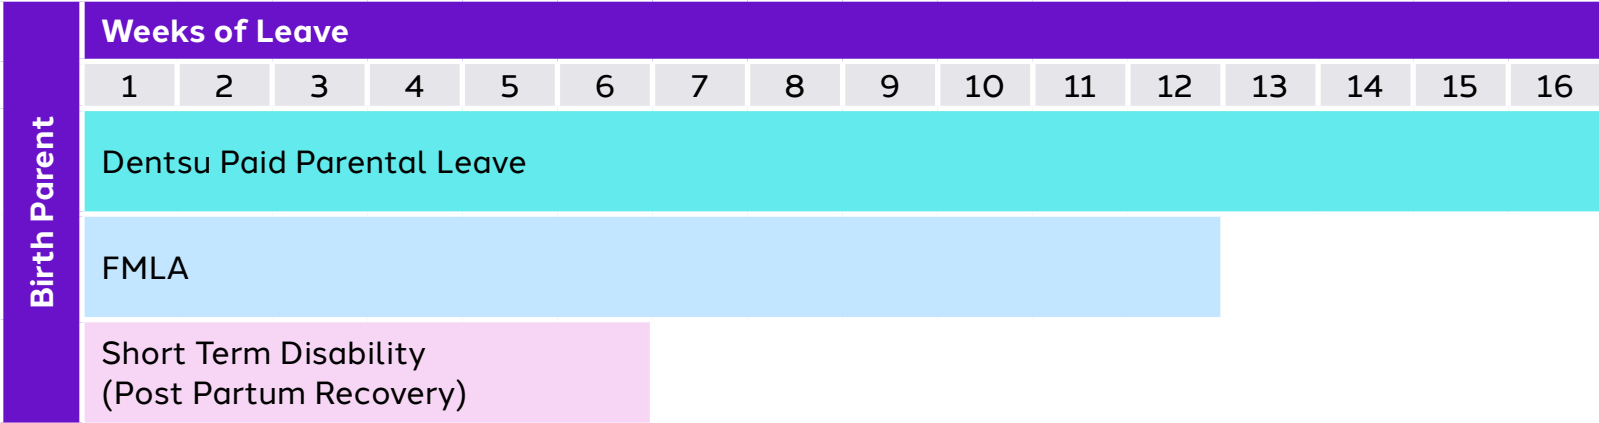 Birth Parent
Weeks of Leave
1 2 3 4 5 6 7 8 9 10 11 12 13 14 15 16
Dentsu Paid Parental Leave
FMLA
Short Term Disability
(Post Partum Recovery)